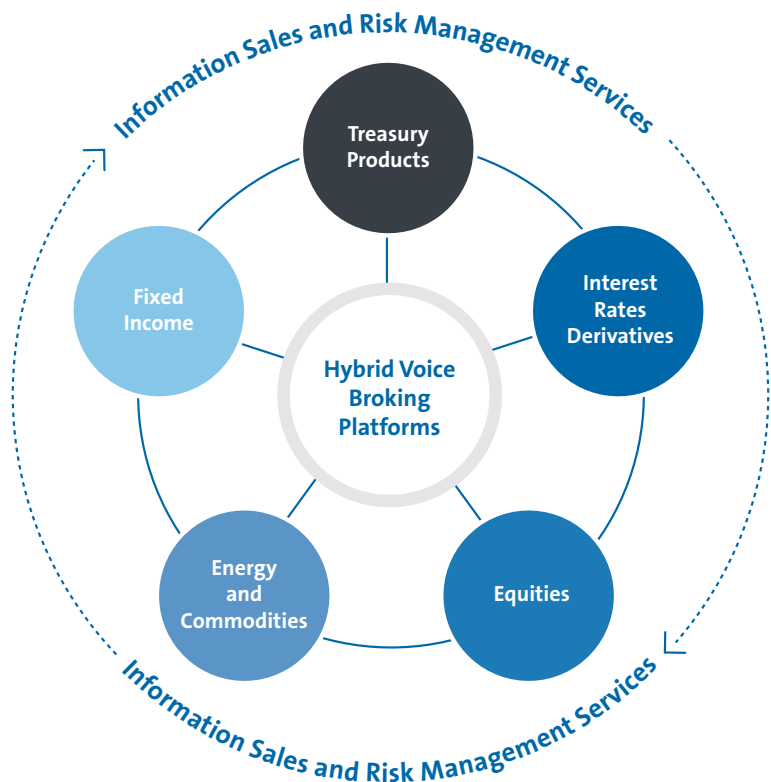 Information Sales and Risk Management Services
Treasury
Products
Fixed
Income
Interest
Rates
Derivatives
Hybrid Voice
Broking
Platforms
Energy
and
Commodities
Equities
Information Sales and Risk Management Services